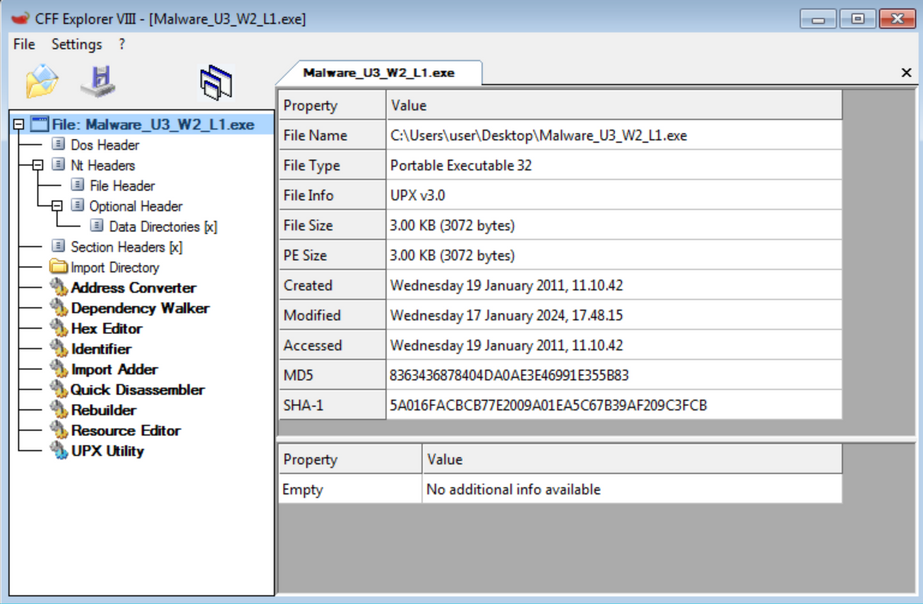 CFF Explorer VIII - [Malware_U3_W2_L1.exe]
File Settings ?
Malware_U3_W2_L1.exe
File: Malware_U3_W2_L1.exe
Dos Header
Nt Headers
File Header
Optional Header
Data Directories [x]
Section Headers [x]
Import Directory
Address Converter
Dependency Walker
Hex Editor
Identifier
Import Adder
Quick Disassembler
Rebuilder
Resource Editor
UPX Utility
Property Value
File Name C:\Users\user\Desktop\Malware_U3_W2_L1.exe
File Type Portable Executable 32
File Info UPX v3.0
File Size 3.00 KB (3072 bytes)
PE Size 3.00 KB (3072 bytes)
Created Wednesday 19 January 2011, 11.10.42
Modified Wednesday 17 January 2024, 17.48.15
Accessed Wednesday 19 January 2011, 11.10.42
MD5 8363436878404DA0AE3E46991E355B83
SHA-1 5A016FACBCB77E2009A01EA5C67B39AF209C3FCB
Property Value
Empty No additional info available